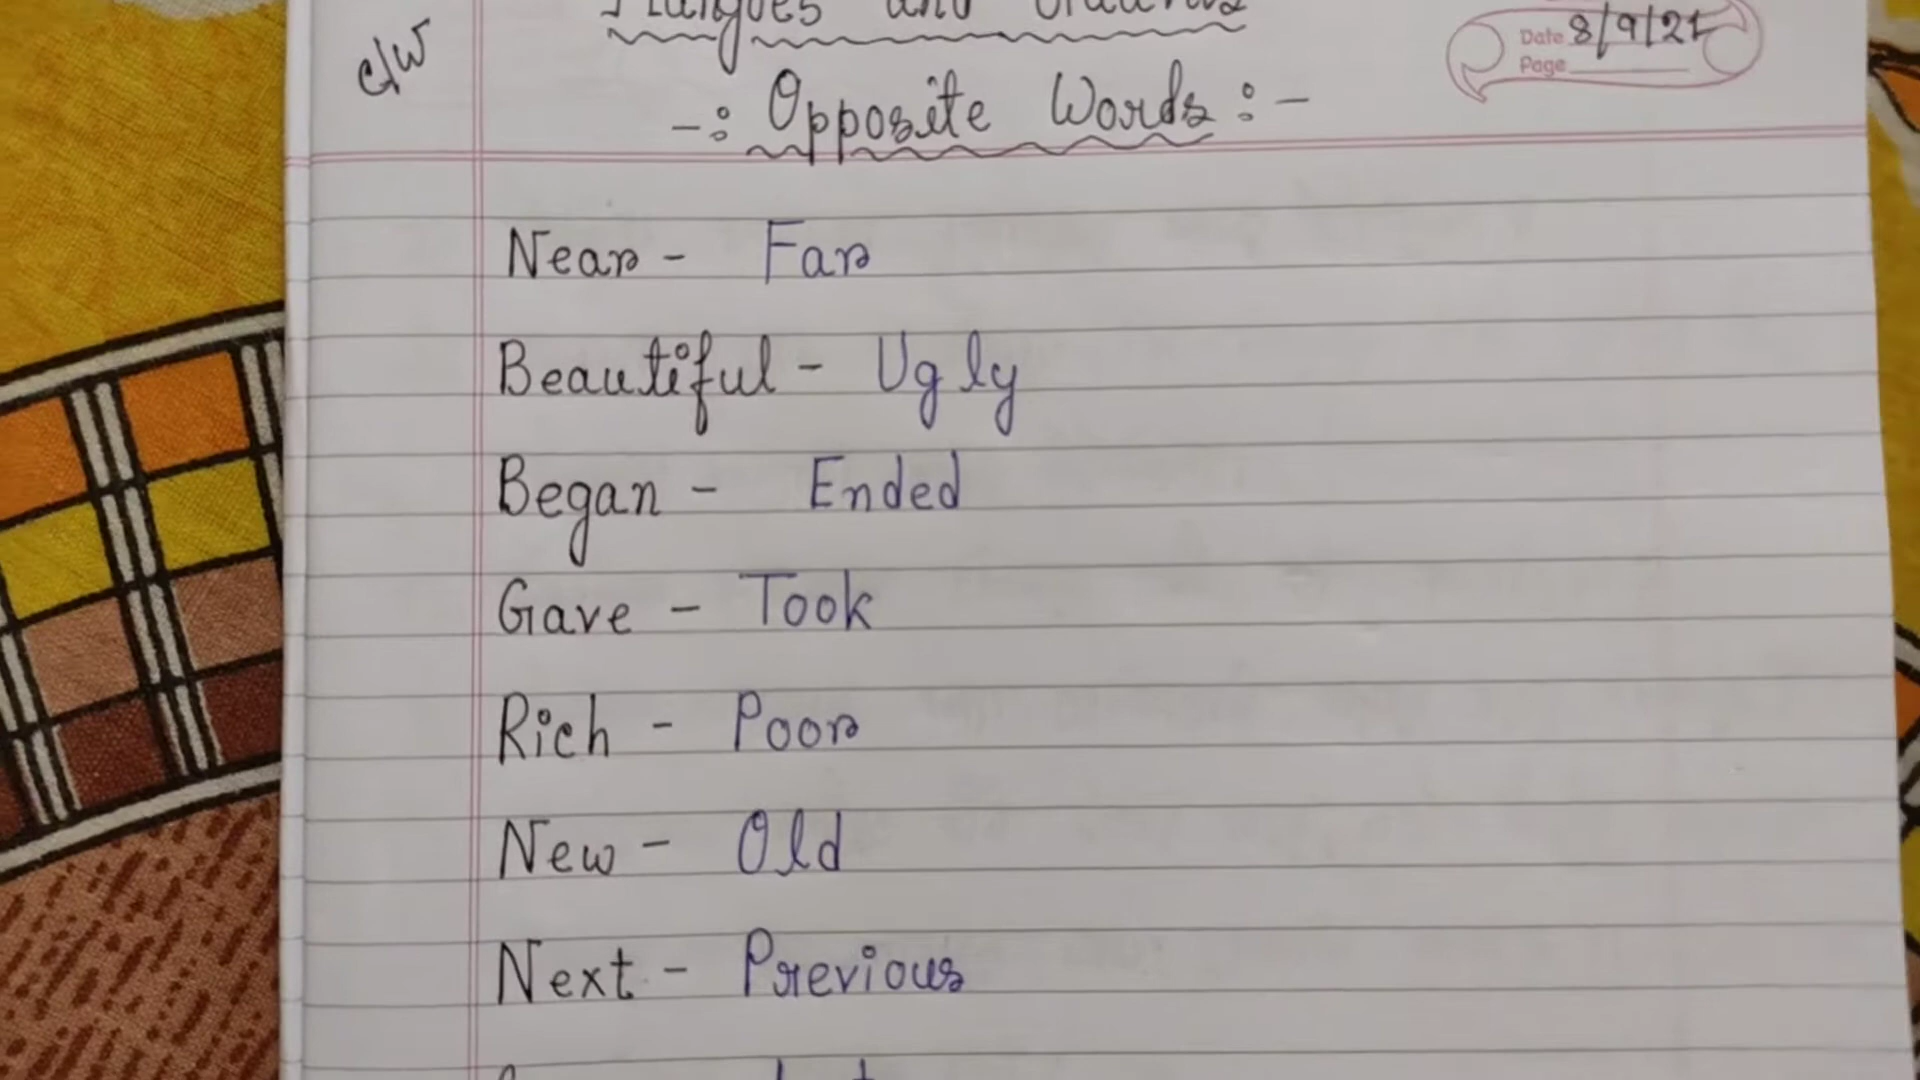 and
C/W
Date 8/9/21
Page
-: Opposite Words :-
Near - Far
Beautiful - Ugly
Began - Ended
Gave - Took
Rich - Poor
New - Old
Next - Previous